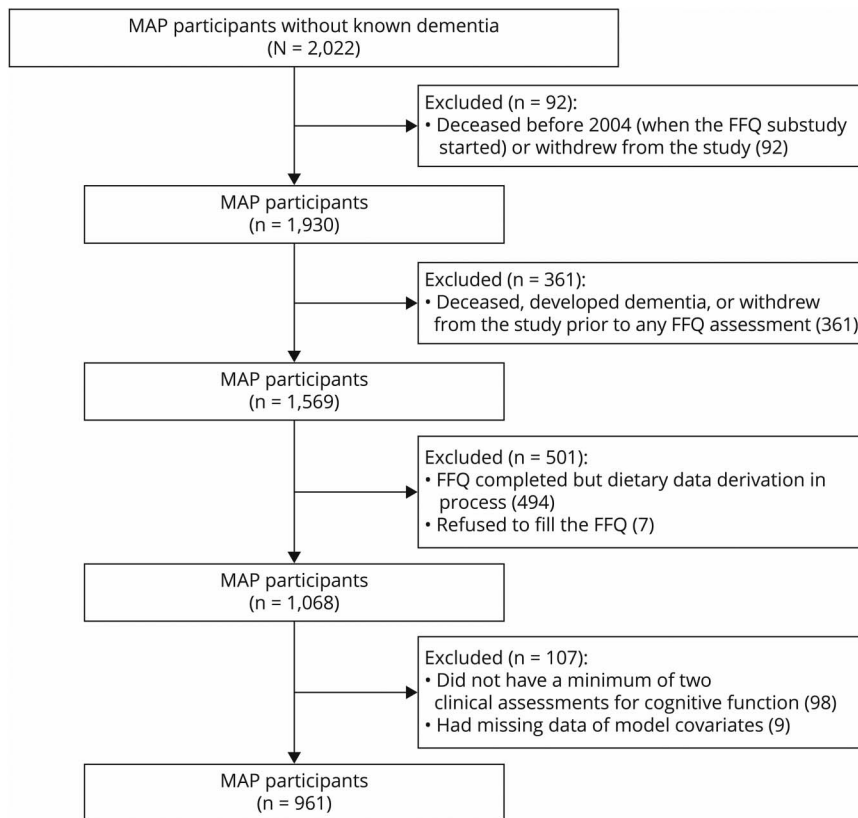 MAP participants without known dementia
(N = 2,022)
Excluded (n = 92):
• Deceased before 2004 (when the FFQ substudy
started) or withdrew from the study (92)
MAP participants
(n = 1,930)
Excluded (n = 361):
• Deceased, developed dementia, or withdrew
from the study prior to any FFQ assessment (361)
MAP participants
(n = 1,569)
Excluded (n = 501):
• FFQ completed but dietary data derivation in
process (494)
• Refused to fill the FFQ (7)
MAP participants
(n = 1,068)
Excluded (n = 107):
• Did not have a minimum of two
clinical assessments for cognitive function (98)
• Had missing data of model covariates (9)
MAP participants
(n = 961)